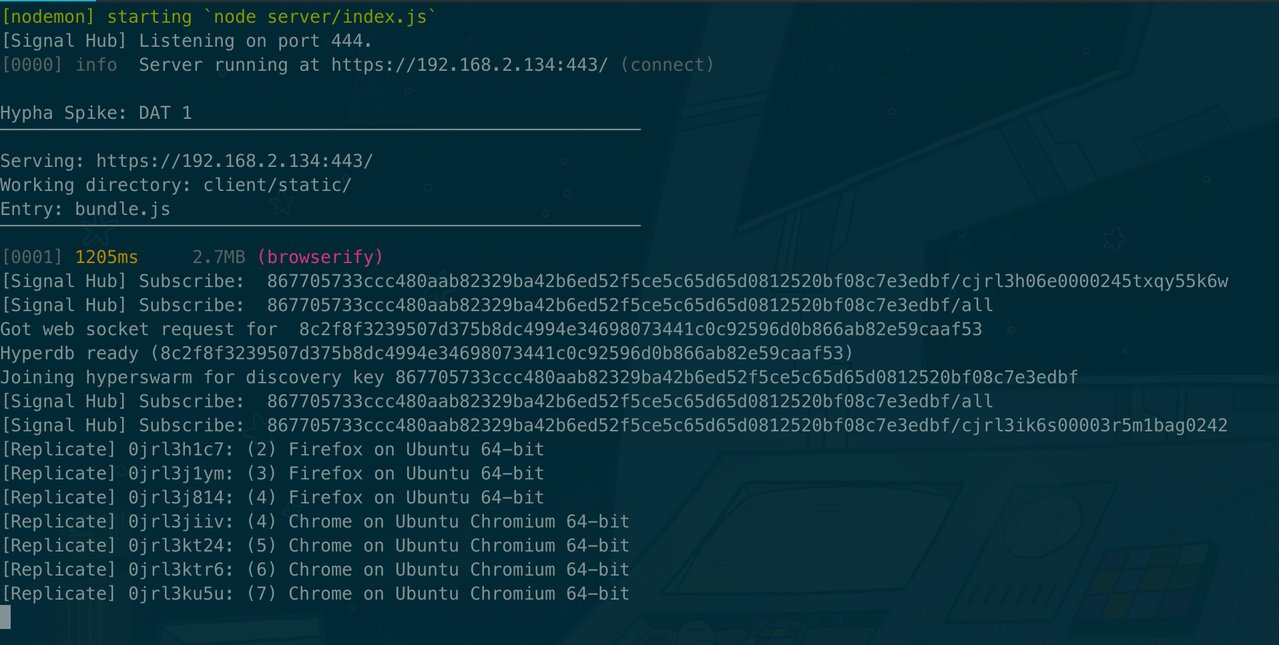 [nodemon] starting `node server/index.js`
[Signal Hub] Listening on port 444.
[0000] info  Server running at https://192.168.2.134:443/ (connect)
Hypha Spike: DAT 1
Serving: https://192.168.2.134:443/
Working directory: client/static/
Entry: bundle.js
[0001] 1205ms     2.7MB (browserify)
[Signal Hub] Subscribe:  867705733ccc480aab82329ba42b6ed52f5ce5c65d65d0812520bf08c7e3edbf/cjrl3h06e0000245txqy55k6w
[Signal Hub] Subscribe:  867705733ccc480aab82329ba42b6ed52f5ce5c65d65d0812520bf08c7e3edbf/all
Got web socket request for  8c2f8f3239507d375b8dc4994e34698073441c0c92596d0b866ab82e59caaf53
Hyperdb ready (8c2f8f3239507d375b8dc4994e34698073441c0c92596d0b866ab82e59caaf53)
Joining hyperswarm for discovery key 867705733ccc480aab82329ba42b6ed52f5ce5c65d65d0812520bf08c7e3edbf
[Signal Hub] Subscribe:  867705733ccc480aab82329ba42b6ed52f5ce5c65d65d0812520bf08c7e3edbf/all
[Signal Hub] Subscribe:  867705733ccc480aab82329ba42b6ed52f5ce5c65d65d0812520bf08c7e3edbf/cjrl3ik6s00003r5m1bag0242
[Replicate] 0jrl3h1c7: (2) Firefox on Ubuntu 64-bit
[Replicate] 0jrl3j1ym: (3) Firefox on Ubuntu 64-bit
[Replicate] 0jrl3j814: (4) Firefox on Ubuntu 64-bit
[Replicate] 0jrl3jiiv: (4) Chrome on Ubuntu Chromium 64-bit
[Replicate] 0jrl3kt24: (5) Chrome on Ubuntu Chromium 64-bit
[Replicate] 0jrl3ktr6: (6) Chrome on Ubuntu Chromium 64-bit
[Replicate] 0jrl3ku5u: (7) Chrome on Ubuntu Chromium 64-bit